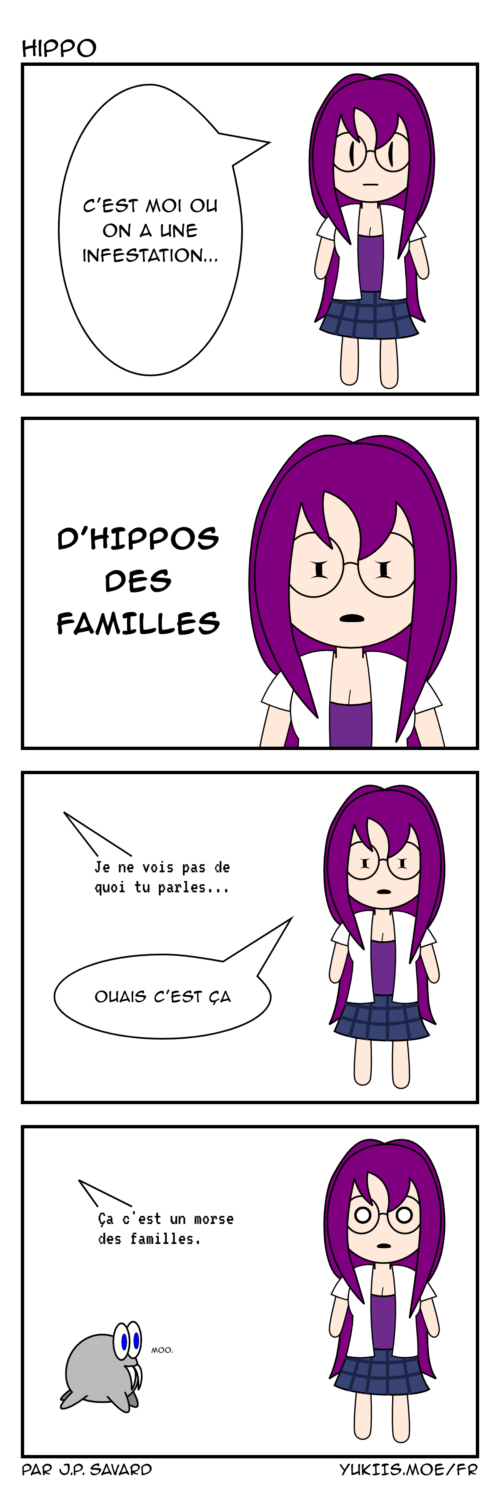 HIPPO
C'EST MOI OU
ON A UNE
INFESTATION...
D'HIPPOS
DES
FAMILLES
Je ne vois pas de
quoi tu parles...
OUAIS C'EST ÇA
Ça c'est un morse
des familles.
MOO.
PAR J.P. SAVARD
YUKIIS.MOE/FR